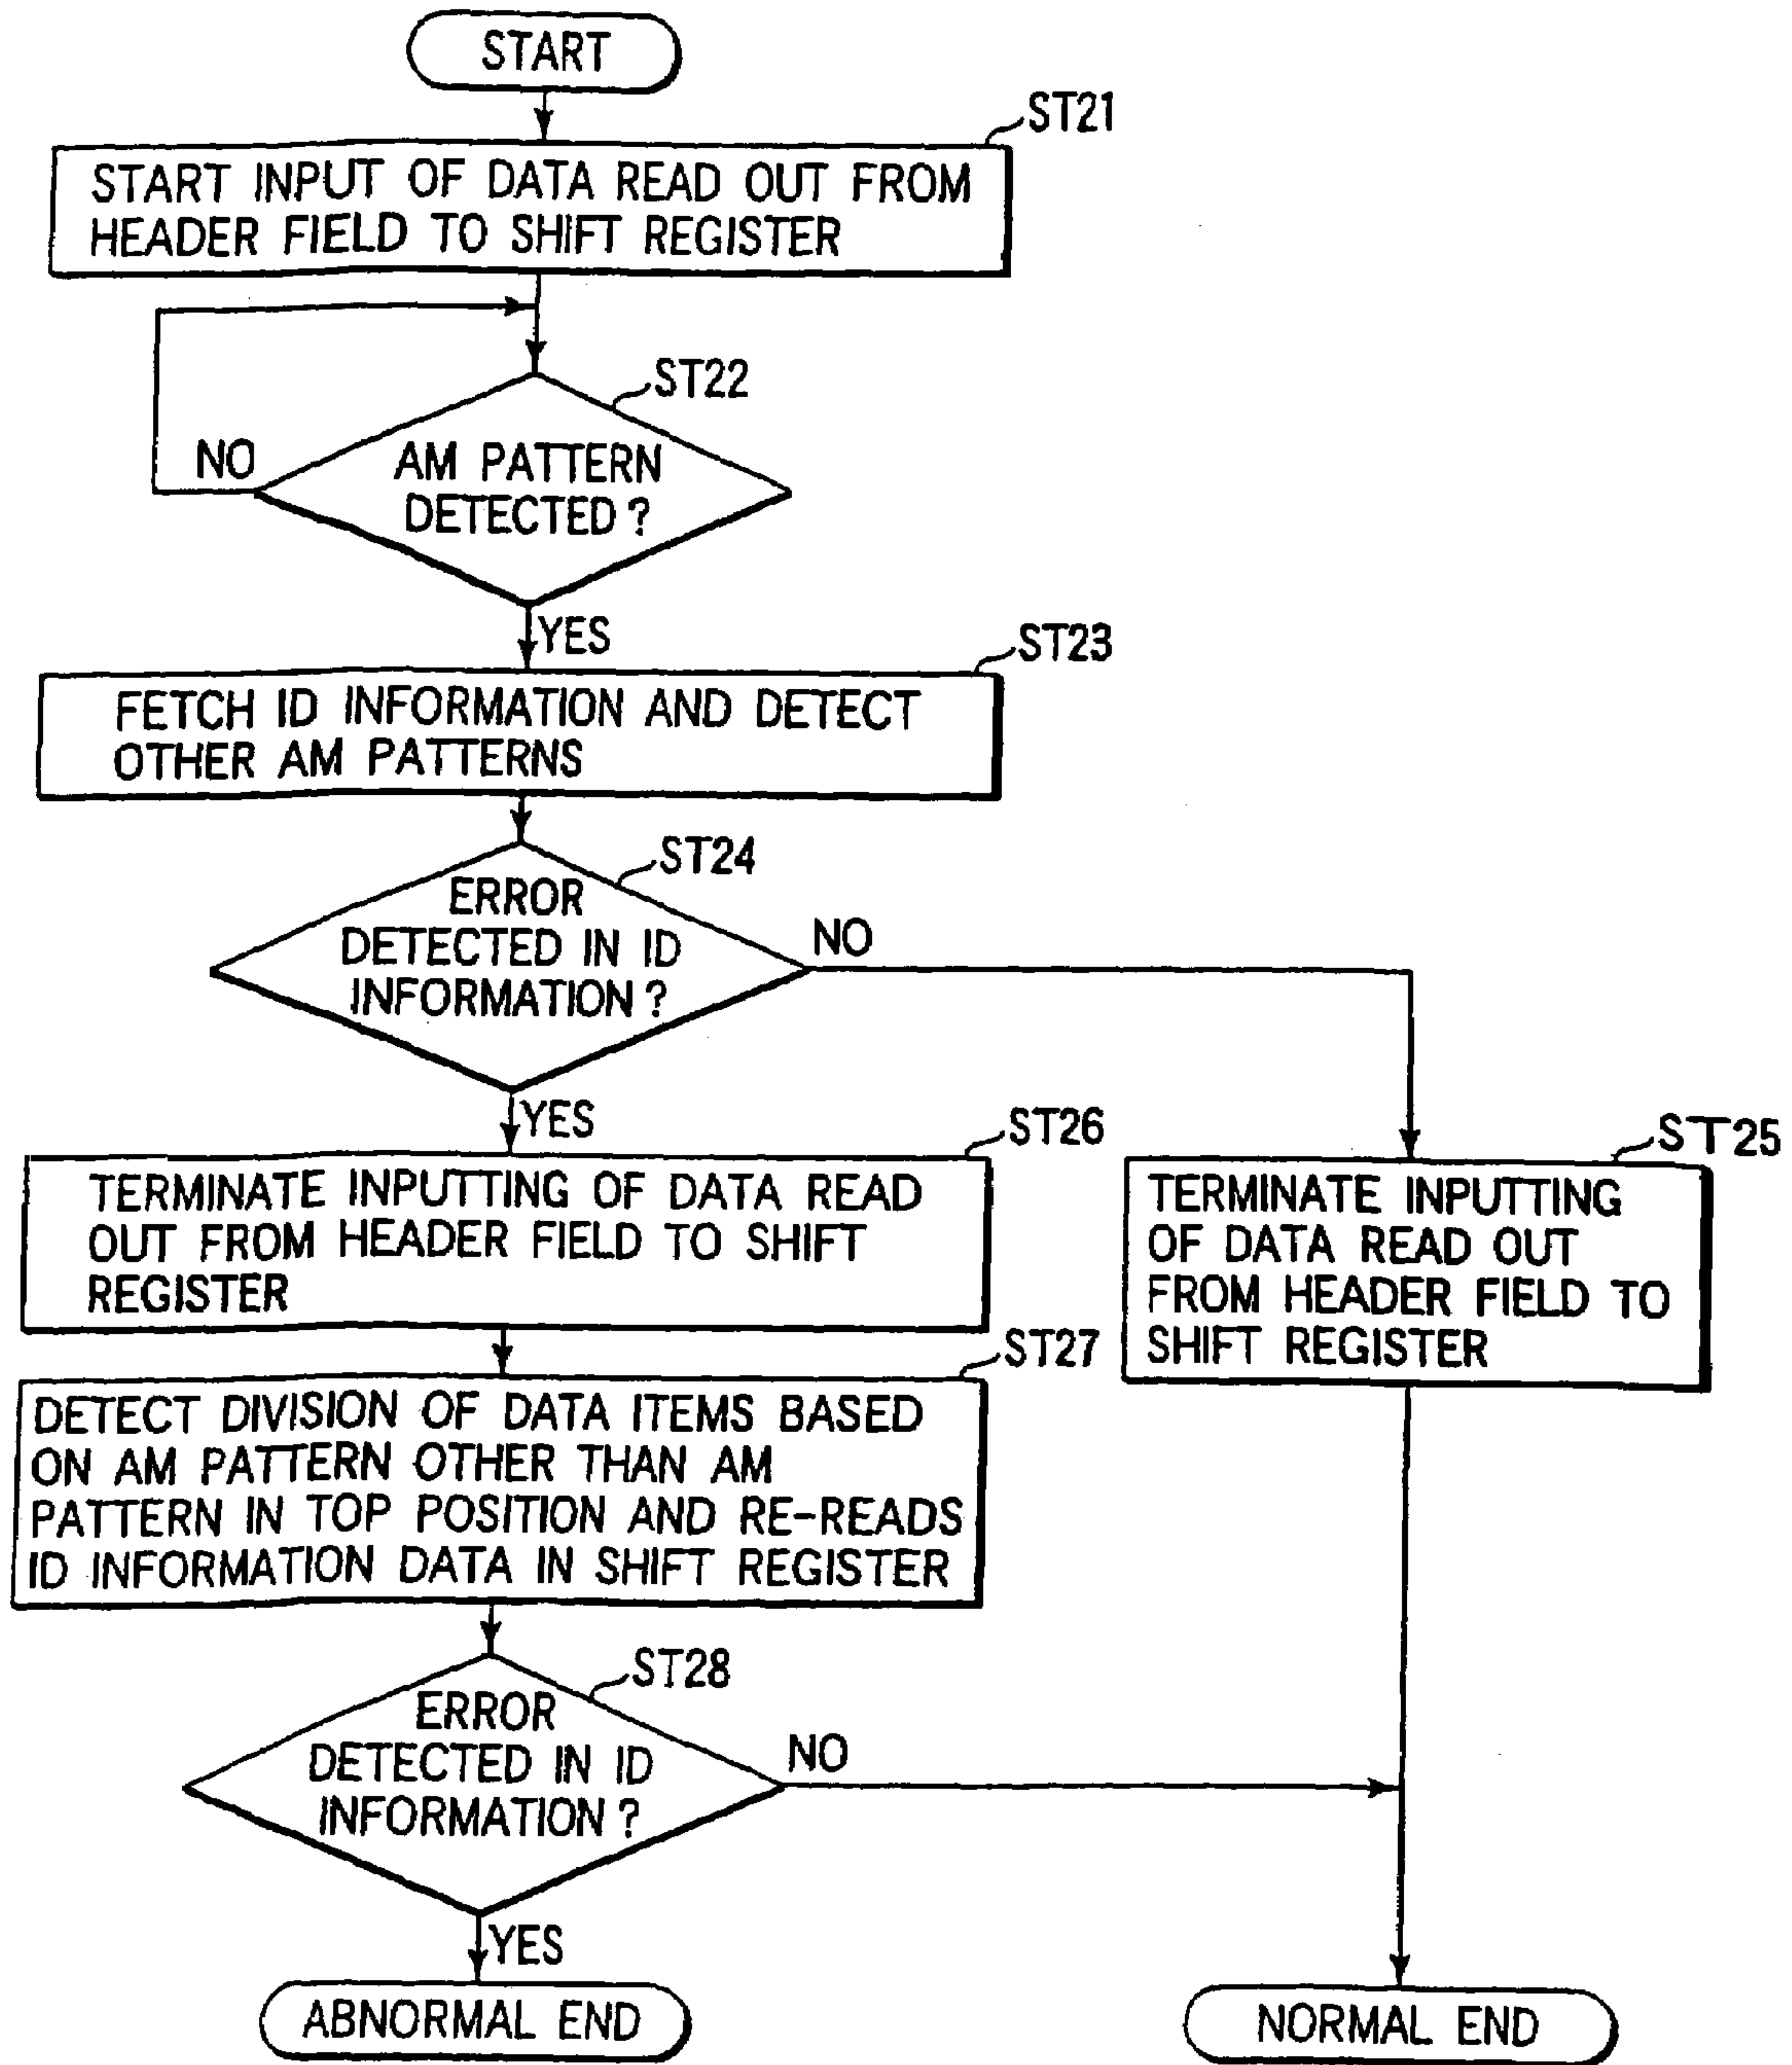 START
ST21
START INPUT OF DATA READ OUT FROM
HEADER FIELD TO SHIFT REGISTER
ST22
NO
AM PATTERN
DETECTED?
YES
ST23
FETCH ID INFORMATION AND DETECT
OTHER AM PATTERNS
ST24
ERROR
DETECTED IN ID
INFORMATION?
NO
YES
ST26
TERMINATE INPUTTING OF DATA READ
OUT FROM HEADER FIELD TO SHIFT
REGISTER
ST25
TERMINATE INPUTTING
OF DATA READ OUT
FROM HEADER FIELD TO
SHIFT REGISTER
ST27
DETECT DIVISION OF DATA ITEMS BASED
ON AM PATTERN OTHER THAN AM
PATTERN IN TOP POSITION AND RE-READS
ID INFORMATION DATA IN SHIFT REGISTER
ST28
ERROR
DETECTED IN ID
INFORMATION?
NO
YES
ABNORMAL END
NORMAL END